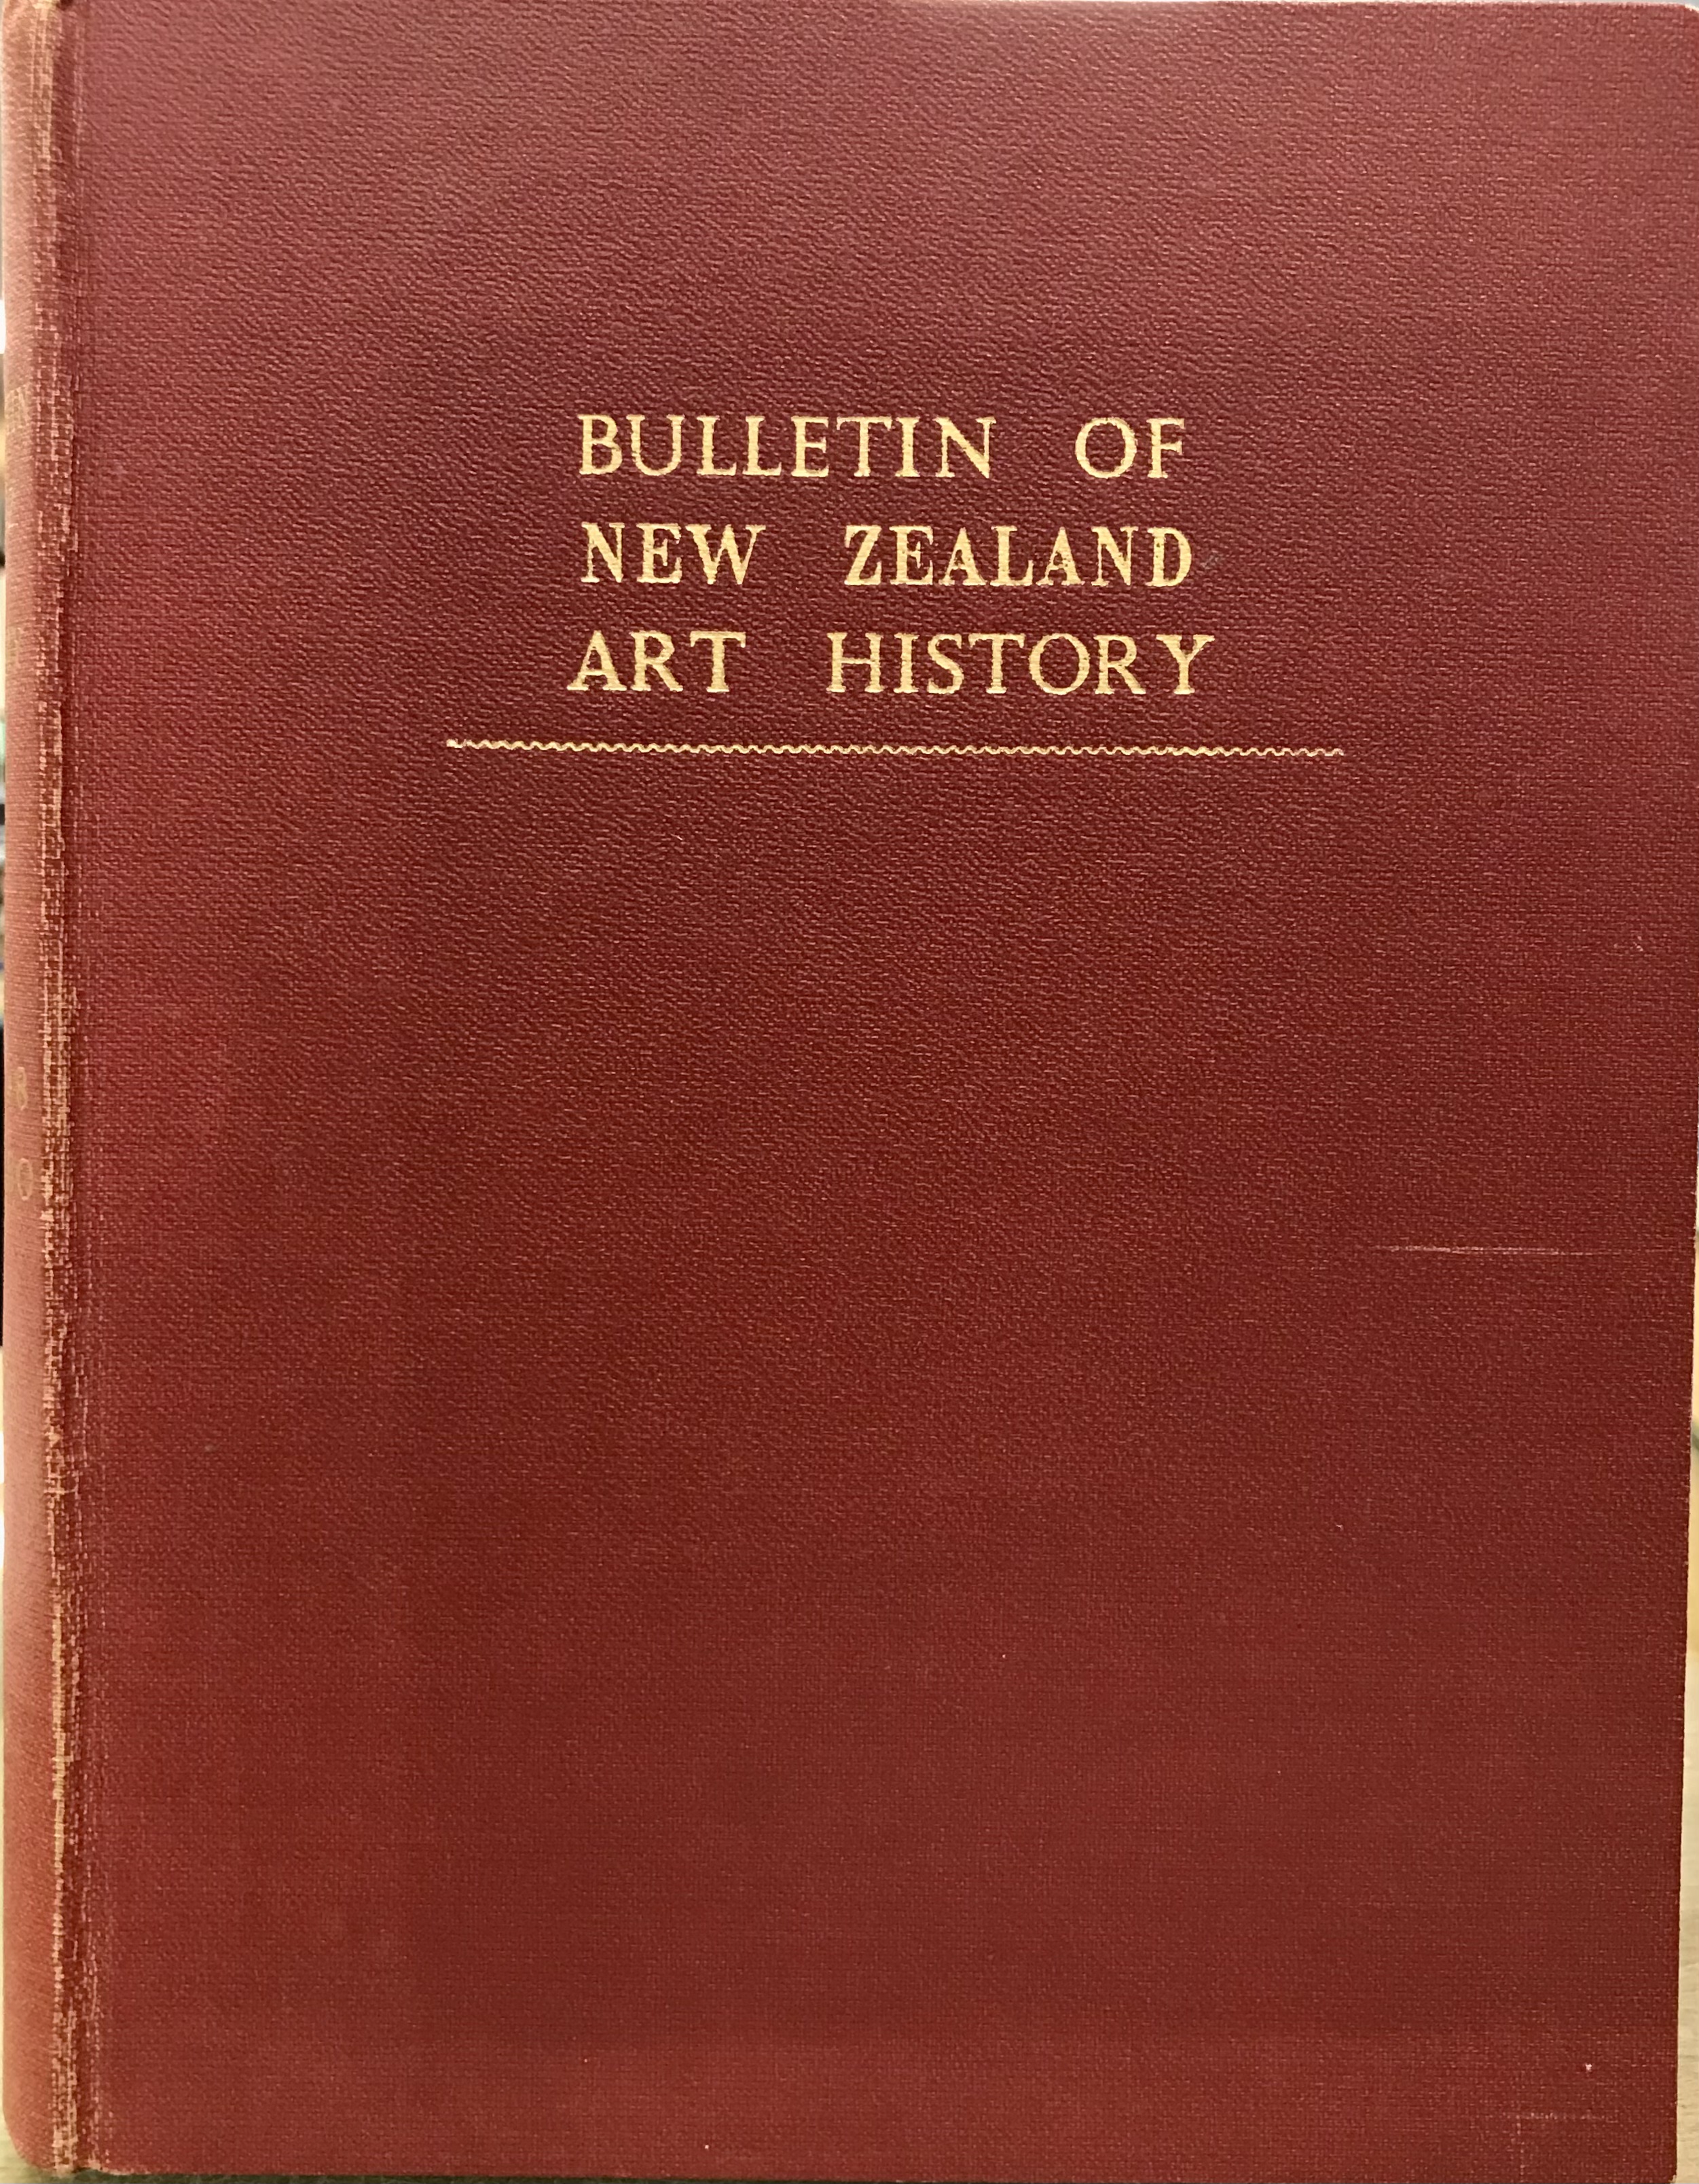 BULLETIN OF
NEW ZEALAND
ART HISTORY